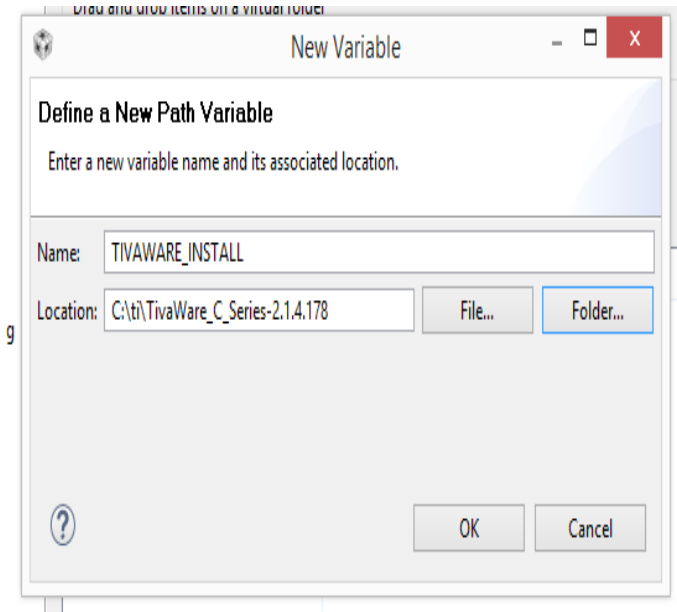 Drag and drop items on a virtual folder
New Variable
X
Define a New Path Variable
Enter a new variable name and its associated location.
Name: TIVAWARE_INSTALL
Location: C:\ti\TivaWare_C_Series-2.1.4.178 File... Folder...
g
? OK Cancel